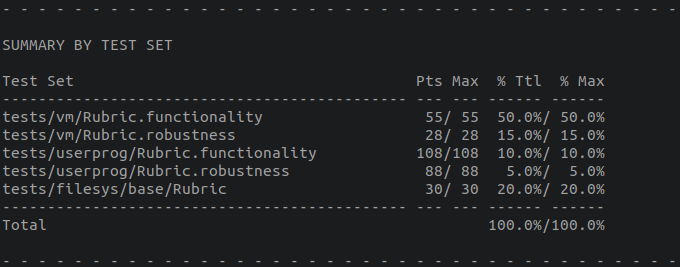 - - - - - - - - - - - - - - - - - - - - - - - - - - - - - - - - - - - - - -
SUMMARY BY TEST SET
Test Set                                      Pts Max  % Ttl  % Max
--------------------------------------------- --- --- ------ ------
tests/vm/Rubric.functionality                  55/ 55  50.0%/ 50.0%
tests/vm/Rubric.robustness                     28/ 28  15.0%/ 15.0%
tests/userprog/Rubric.functionality           108/108  10.0%/ 10.0%
tests/userprog/Rubric.robustness               88/ 88   5.0%/  5.0%
tests/filesys/base/Rubric                      30/ 30  20.0%/ 20.0%
--------------------------------------------- --- --- ------ ------
Total                                                 100.0%/100.0%
- - - - - - - - - - - - - - - - - - - - - - - - - - - - - - - - - - - - - -